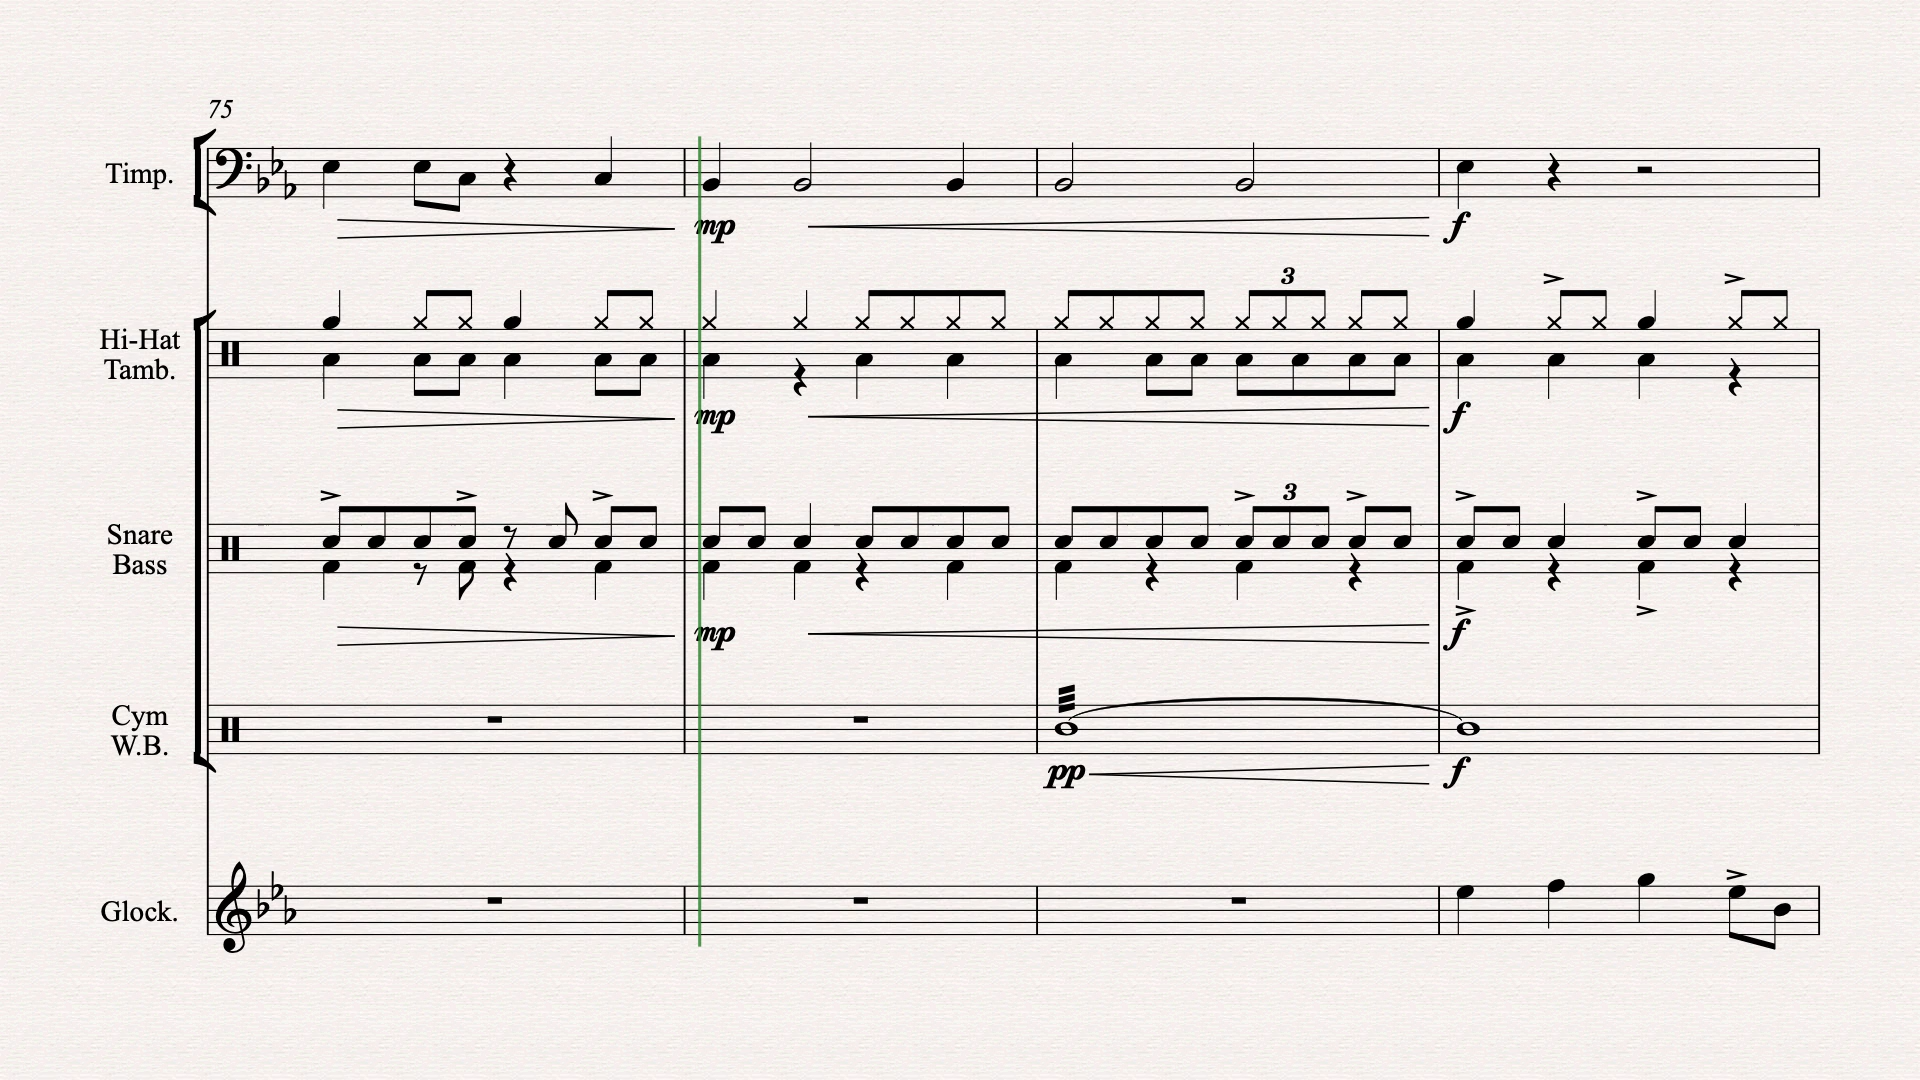 75
Timp.
mp
f
3
Hi-Hat
Tamb.
mp
f
3
Snare
Bass
mp
f
Cym
W.B.
pp
f
Glock.